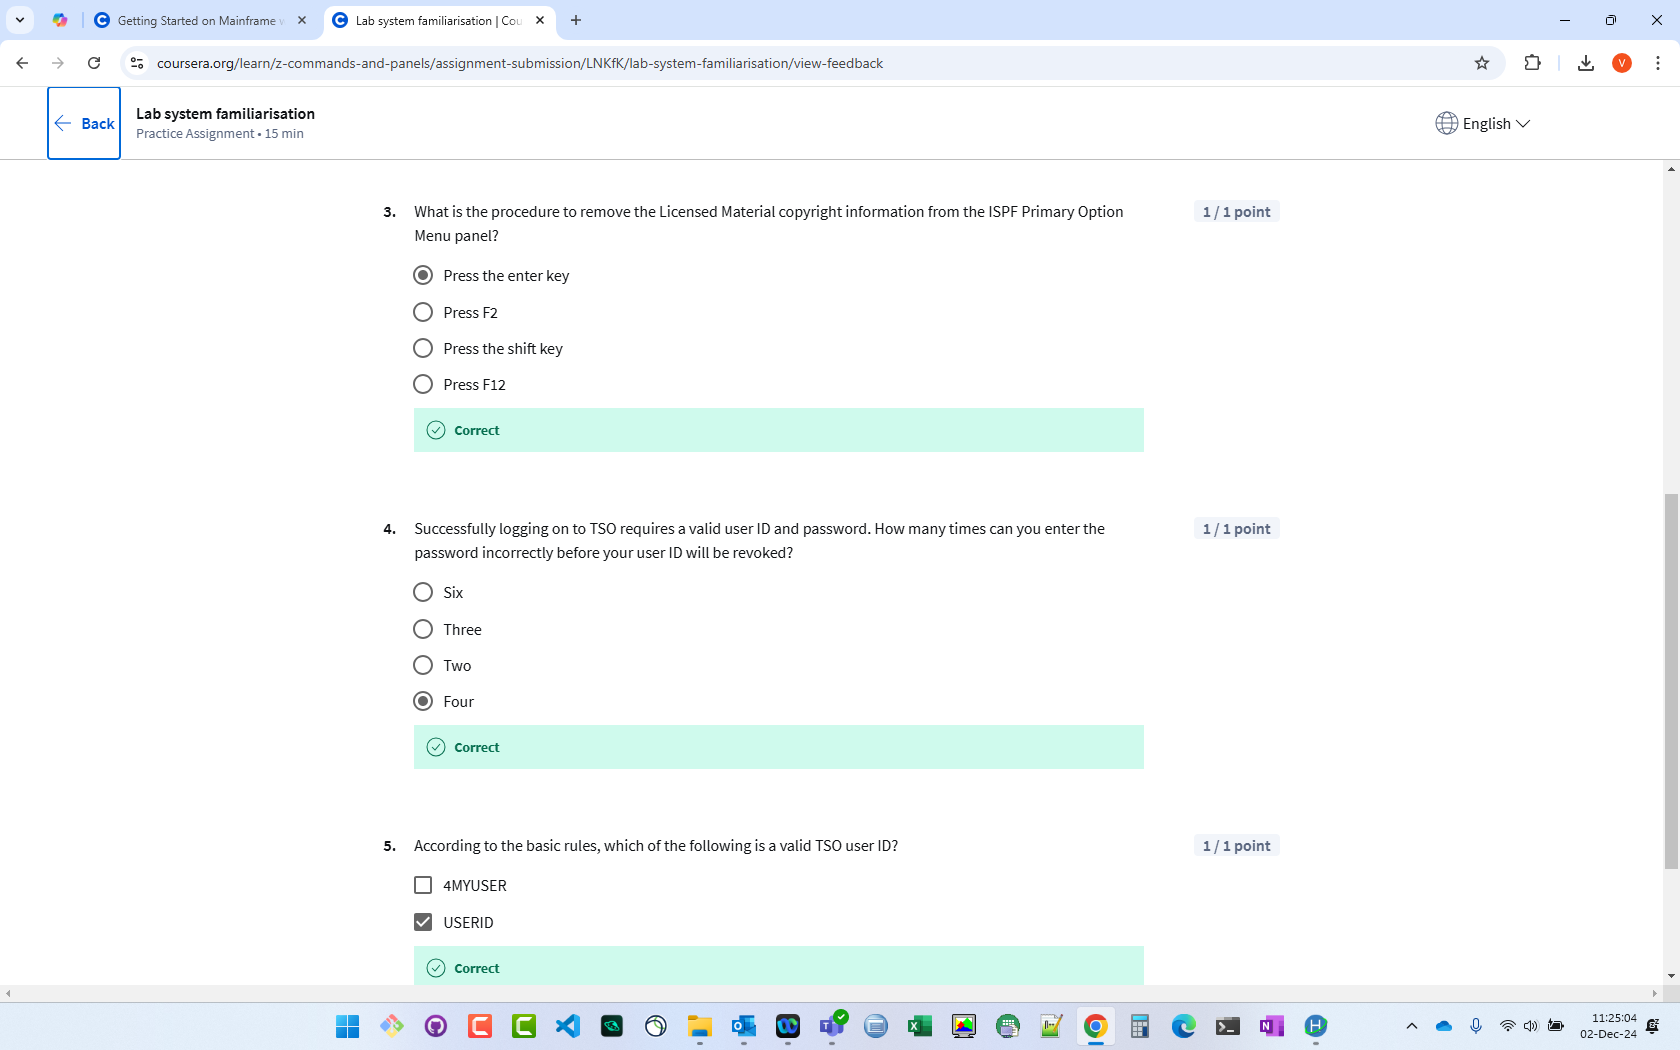 Getting Started on Mainframe
Lab system familiarisation | Cou
coursera.org/learn/z-commands-and-panels/assignment-submission/LNKfK/lab-system-familiarisation/view-feedback
V
Back
Lab system familiarisation
Practice Assignment • 15 min
English
3. What is the procedure to remove the Licensed Material copyright information from the ISPF Primary Option
Menu panel?
1 / 1 point
Press the enter key
Press F2
Press the shift key
Press F12
Correct
4. Successfully logging on to TSO requires a valid user ID and password. How many times can you enter the
password incorrectly before your user ID will be revoked?
1 / 1 point
Six
Three
Two
Four
Correct
5. According to the basic rules, which of the following is a valid TSO user ID?
1 / 1 point
4MYUSER
USERID
Correct
11:25:04
02-Dec-24